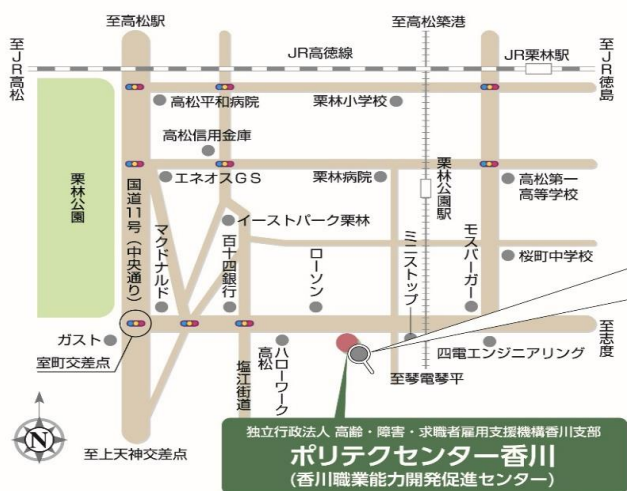 至高松駅
至高松築港
至JR高松
JR高徳線
JR栗林駅
至JR徳島
高松平和病院
栗林小学校
高松信用金庫
栗林公園
国道11号(中央通り)
エネオスGS
栗林病院
栗林公園駅
高松第一
高等学校
イーストパーク栗林
マクドナルド
百十四銀行
ローソン
ミニストップ
モスバーガー
桜町中学校
ガスト
室町交差点
塩江街道
ハローワーク
高松
四電エンジニアリング
至志度
至琴電琴平
N
至上天神交差点
独立行政法人 高齢・障害・求職者雇用支援機構香川支部
ポリテクセンター香川
(香川職業能力開発促進センター)